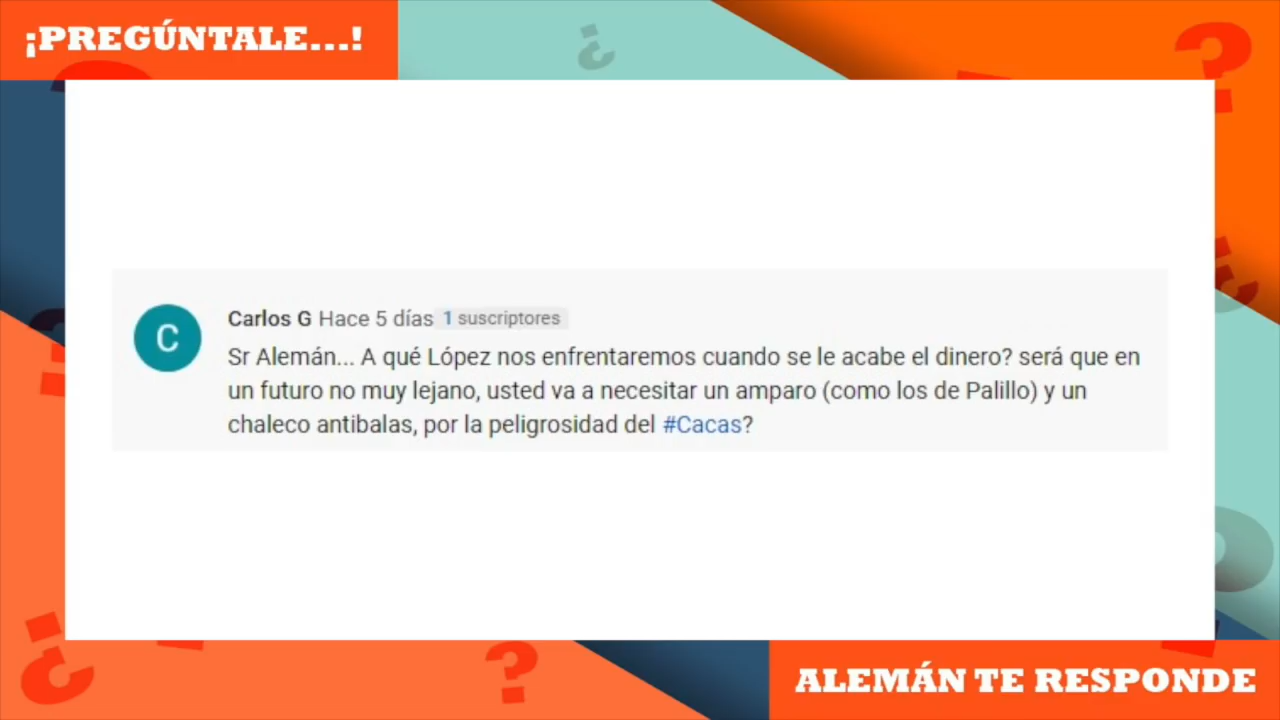 ¡PREGÚNTALE...!
C
Carlos G Hace 5 días 1 suscriptores
Sr Alemán... A qué López nos enfrentaremos cuando se le acabe el dinero? será que en
un futuro no muy lejano, usted va a necesitar un amparo (como los de Palillo) y un
chaleco antibalas, por la peligrosidad del #Cacas?
ALEMÁN TE RESPONDE